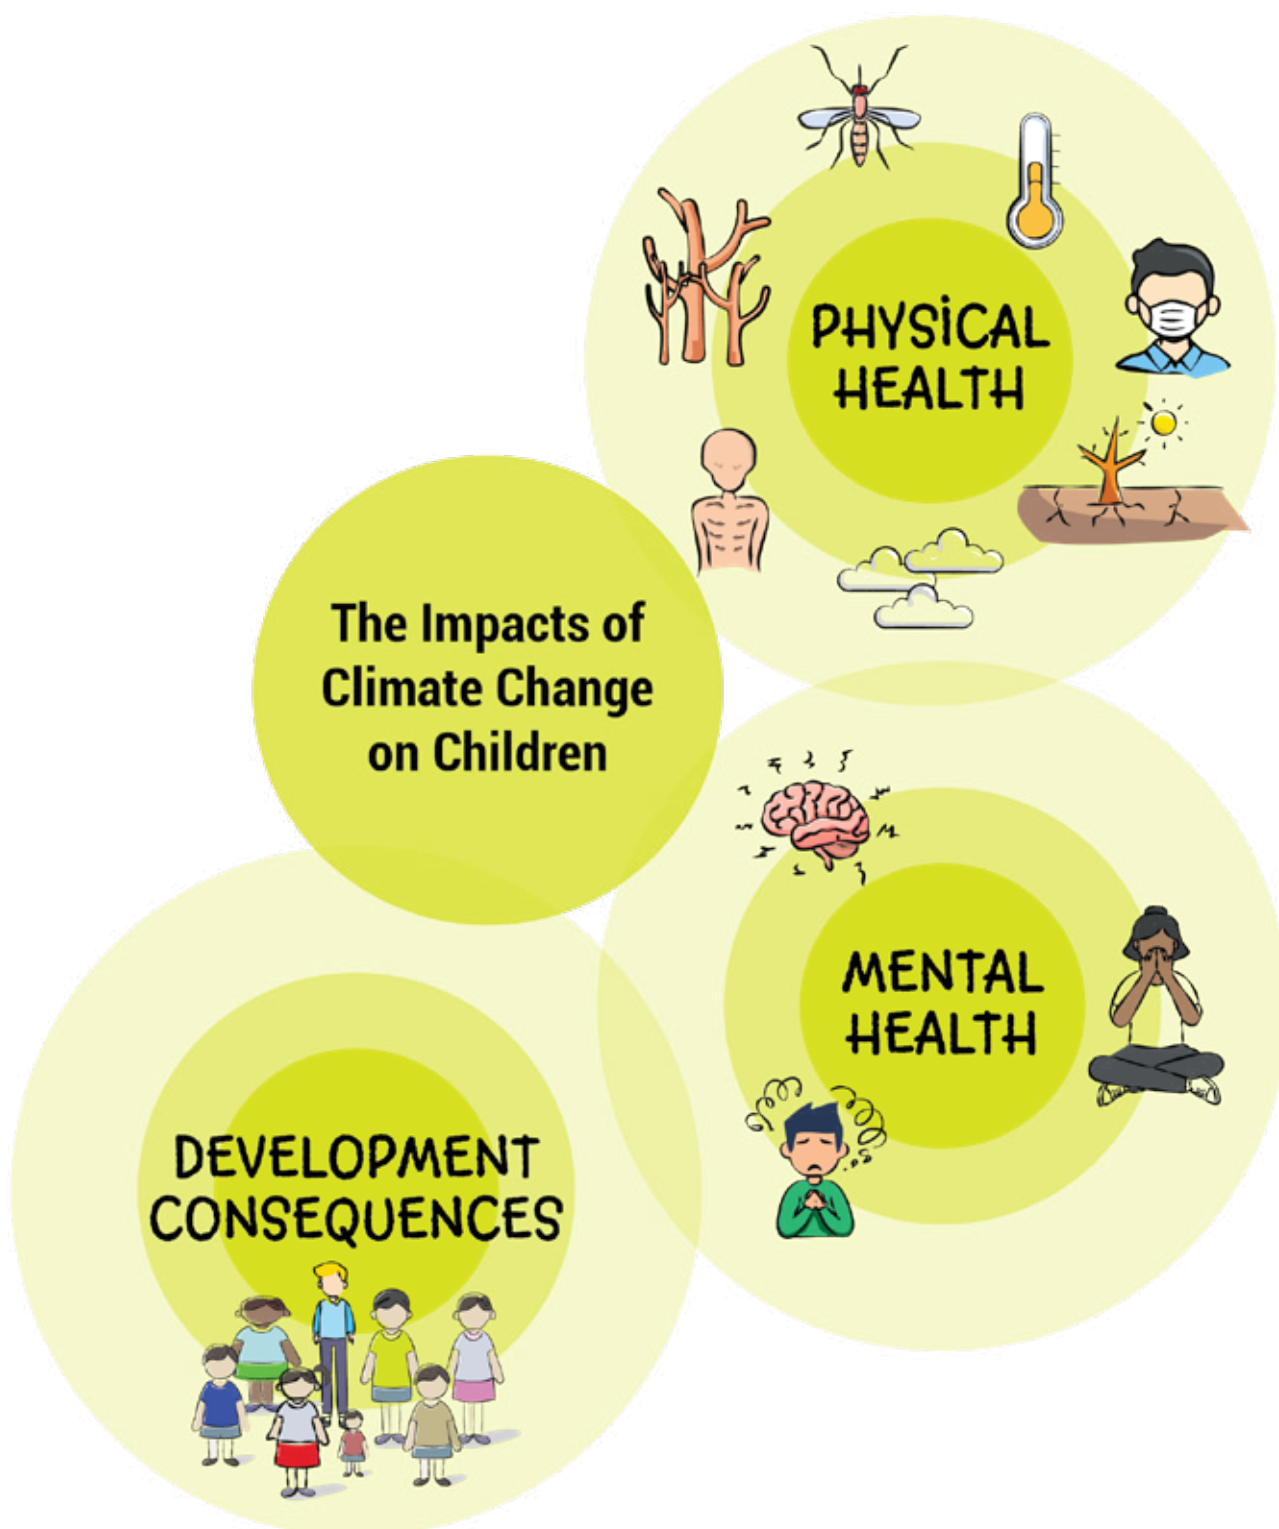 The Impacts of
Climate Change
on Children
PHYSICAL
HEALTH
MENTAL
HEALTH
DEVELOPMENT
CONSEQUENCES